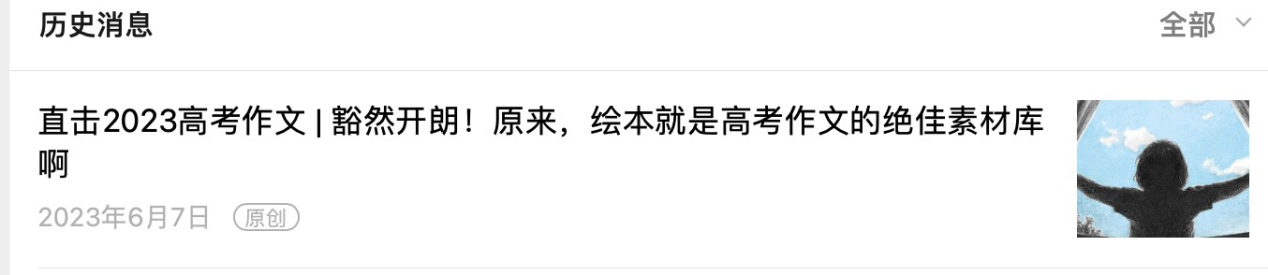 历史消息
全部
直击2023高考作文 | 豁然开朗！原来，绘本就是高考作文的绝佳素材库
啊
2023年6月7日 原创